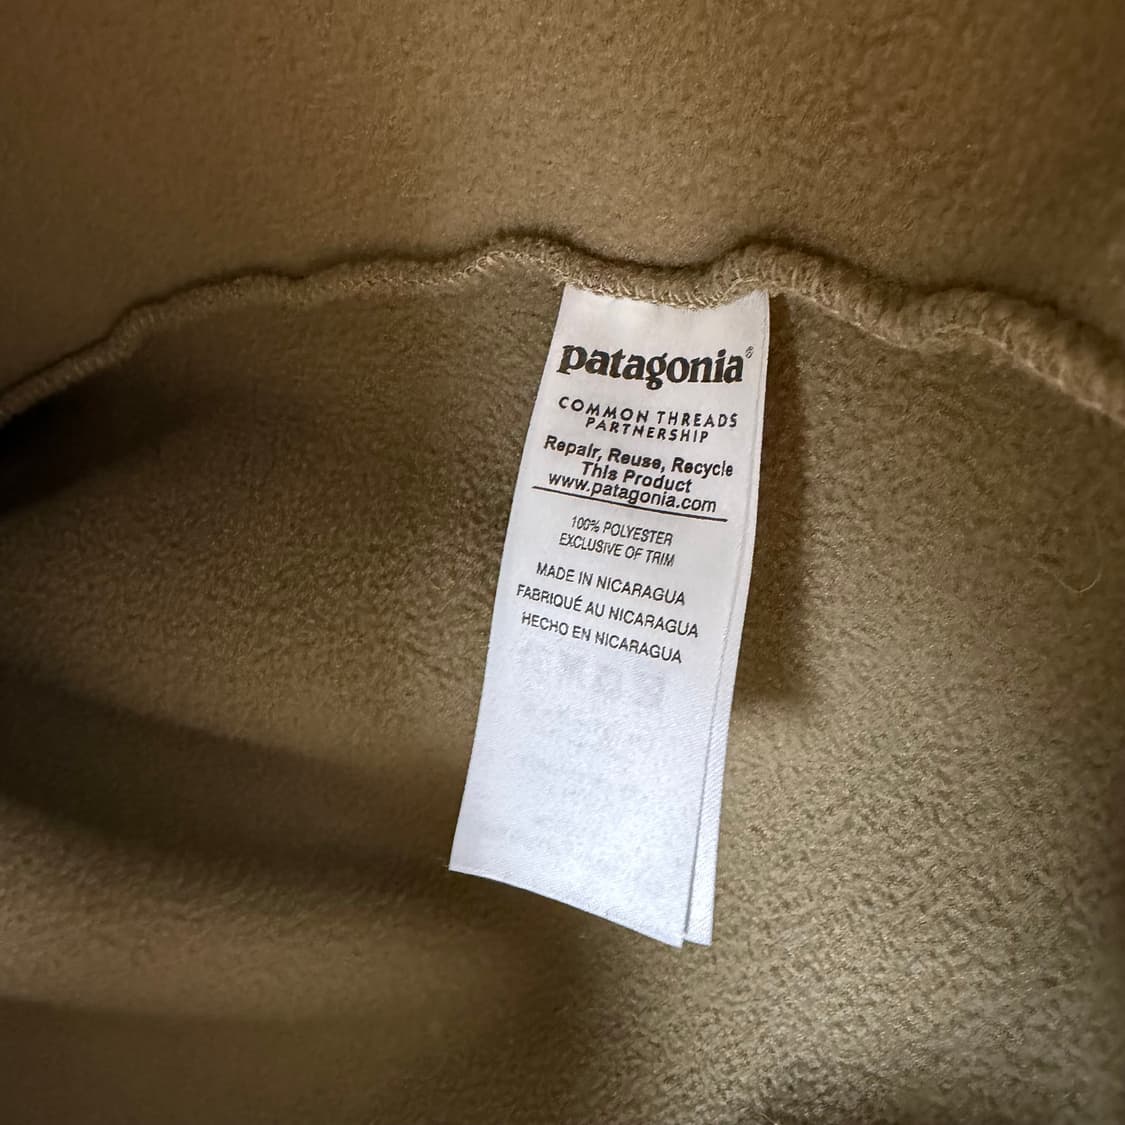 patagonia®
COMMON THREADS
PARTNERSHIP
Repair, Reuse, Recycle
This Product
www.patagonia.com
100% POLYESTER
EXCLUSIVE OF TRIM
MADE IN NICARAGUA
FABRIQUÉ AU NICARAGUA
HECHO EN NICARAGUA